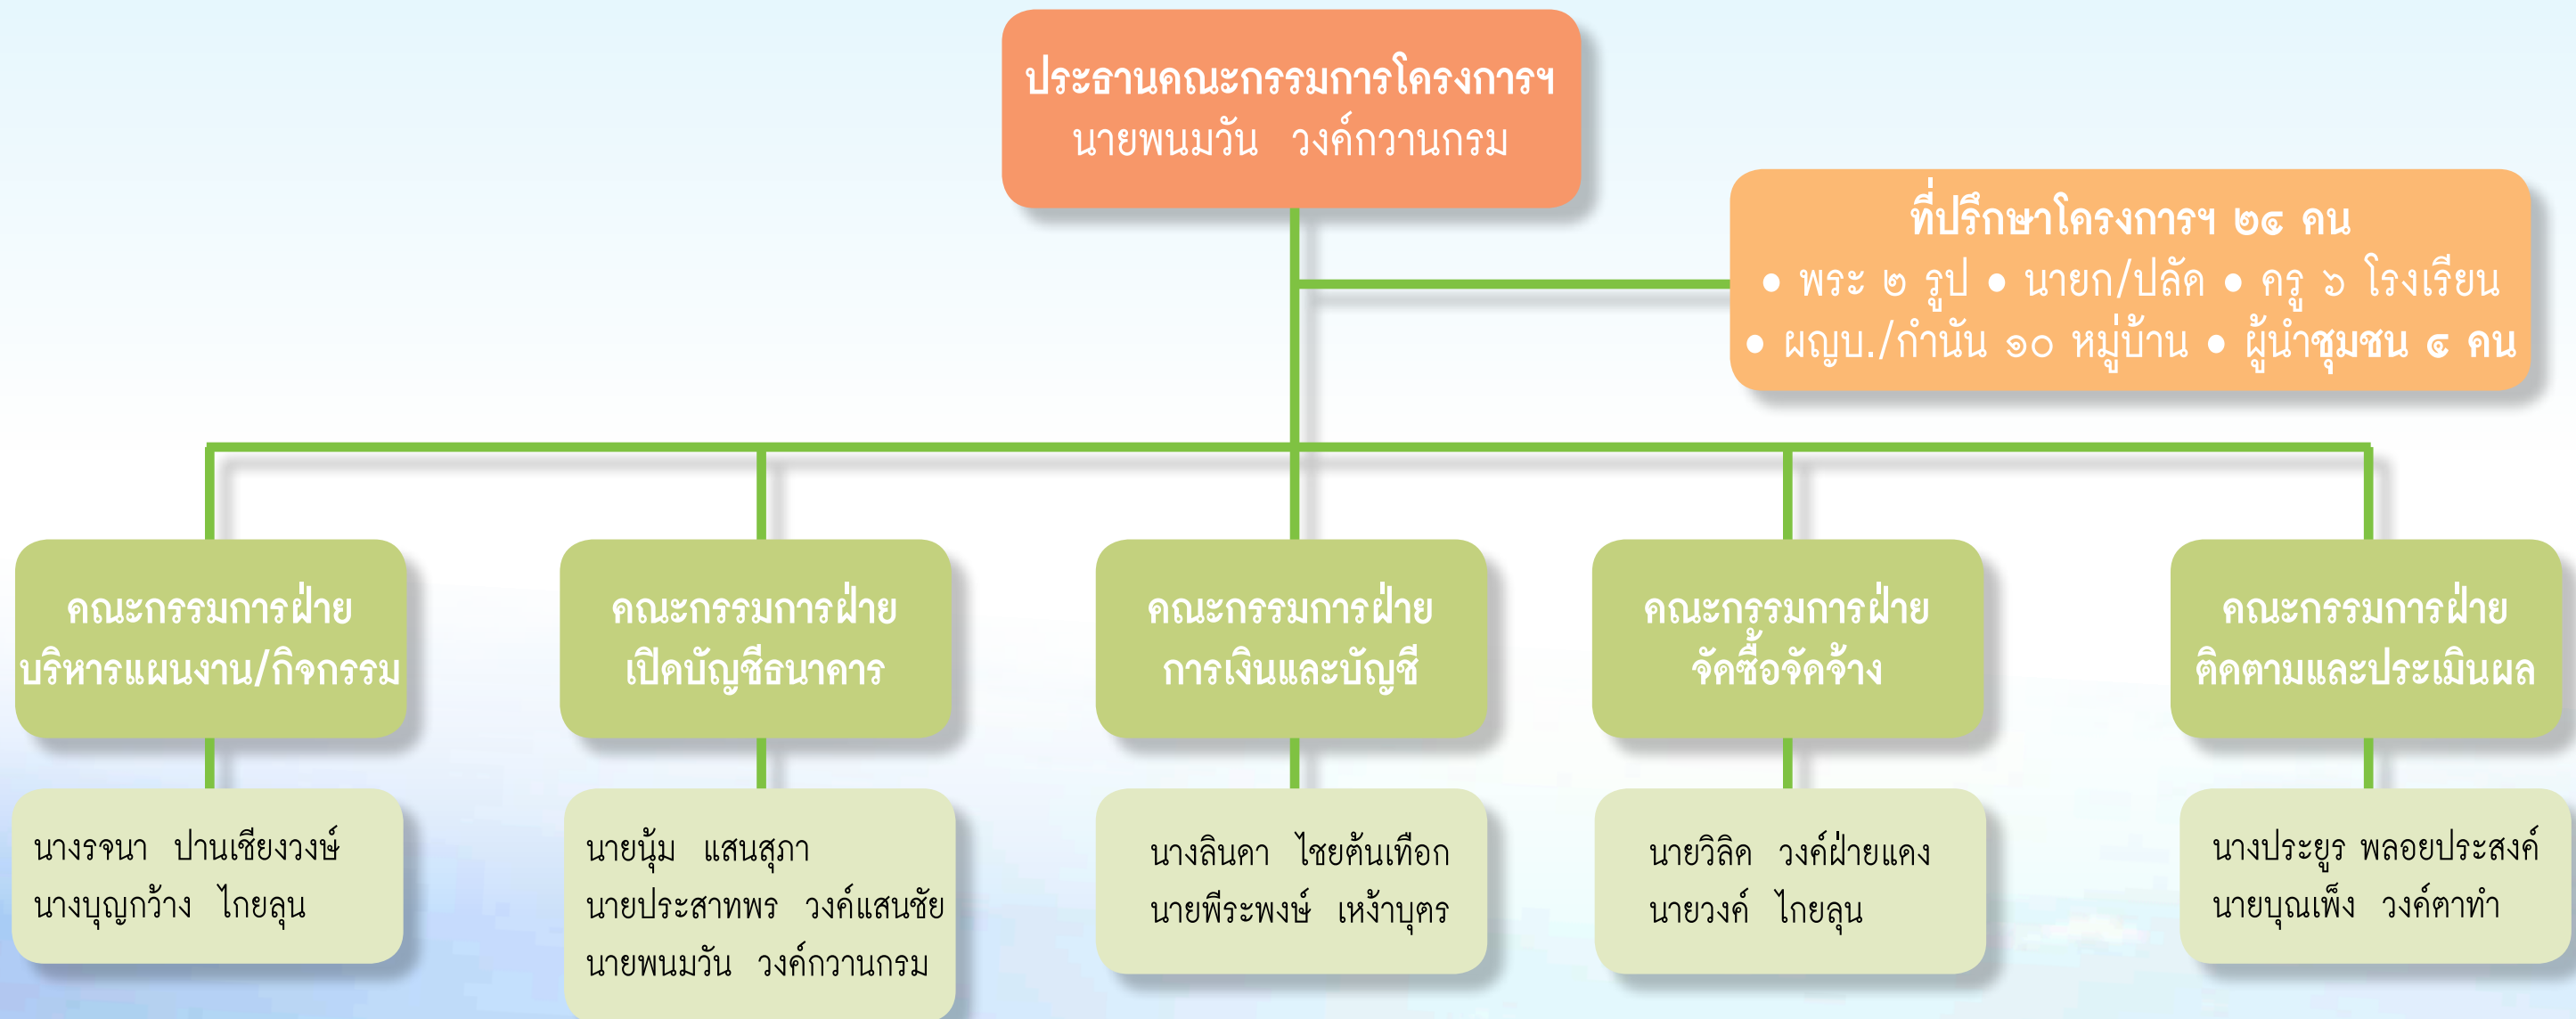 ประธานคณะกรรมการโครงการฯ
นายพนมวัน วงค์กวานกรม
ที่ปรึกษาโครงการฯ ๒๔ คน
● พระ ๒ รูป ● นายก/ปลัด ● ครู ๖ โรงเรียน
● ผญบ./กำนัน ๑๐ หมู่บ้าน ● ผู้นำชุมชน ๔ คน
คณะกรรมการฝ่าย
บริหารแผนงาน/กิจกรรม
คณะกรรมการฝ่าย
เปิดบัญชีธนาคาร
คณะกรรมการฝ่าย
การเงินและบัญชี
คณะกรรมการฝ่าย
จัดซื้อจัดจ้าง
คณะกรรมการฝ่าย
ติดตามและประเมินผล
นางรจนา ปานเชียงวงษ์
นางบุญกว้าง ไกยลุน
นายนุ้ม แสนสุภา
นายประสาทพร วงค์แสนชัย
นายพนมวัน วงค์กวานกรม
นางลินดา ไชยต้นเทือก
นายพีระพงษ์ เหง้าบุตร
นายวิลิด วงค์ฝ่ายแดง
นายวงค์ ไกยลุน
นางประยูร พลอยประสงค์
นายบุณเพ็ง วงค์ตาทำ